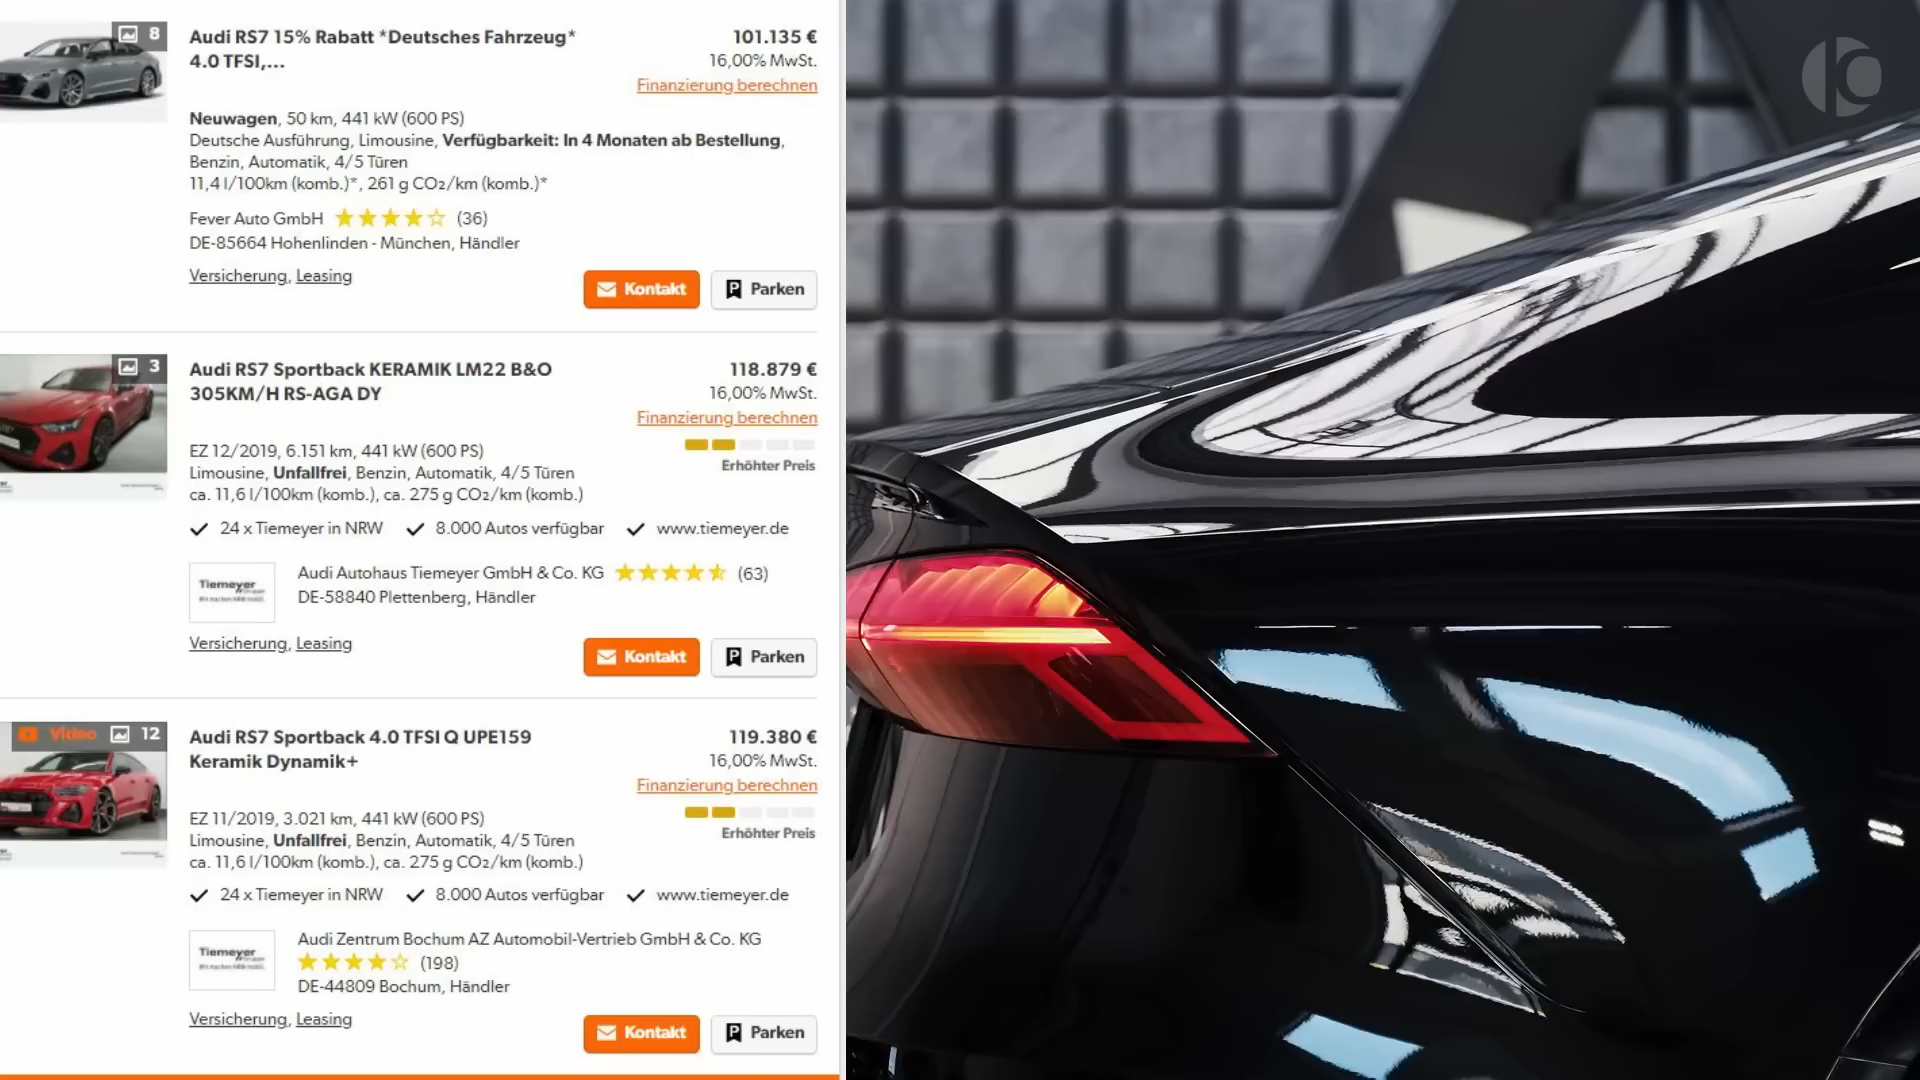 8
Audi RS7 15% Rabatt *Deutsches Fahrzeug*
4.0 TFSI,...
101.135 €
16,00% MwSt.
Finanzierung berechnen
Neuwagen, 50 km, 441 kW (600 PS)
Deutsche Ausführung, Limousine, Verfügbarkeit: In 4 Monaten ab Bestellung,
Benzin, Automatik, 4/5 Türen
11,4 l/100km (komb.)*, 261 g CO₂/km (komb.)*
Fever Auto GmbH (36)
DE-85664 Hohenlinden - München, Händler
Versicherung, Leasing
Kontakt
Parken
3
Audi RS7 Sportback KERAMIK LM22 B&O
305KM/H RS-AGA DY
118.879 €
16,00% MwSt.
Finanzierung berechnen
Erhöhter Preis
EZ 12/2019, 6.151 km, 441 kW (600 PS)
Limousine, Unfallfrei, Benzin, Automatik, 4/5 Türen
ca. 11,6 l/100km (komb.), ca. 275 g CO₂/km (komb.)
24 x Tiemeyer in NRW 8.000 Autos verfügbar www.tiemeyer.de
Tiemeyer
Audi Autohaus Tiemeyer GmbH & Co. KG (63)
DE-58840 Plettenberg, Händler
Versicherung, Leasing
Kontakt
Parken
Video 12
Audi RS7 Sportback 4.0 TFSI Q UPE159
Keramik Dynamik+
119.380 €
16,00% MwSt.
Finanzierung berechnen
Erhöhter Preis
EZ 11/2019, 3.021 km, 441 kW (600 PS)
Limousine, Unfallfrei, Benzin, Automatik, 4/5 Türen
ca. 11,6 l/100km (komb.), ca. 275 g CO₂/km (komb.)
24 x Tiemeyer in NRW 8.000 Autos verfügbar www.tiemeyer.de
Tiemeyer
Audi Zentrum Bochum AZ Automobil-Vertrieb GmbH & Co. KG
(198)
DE-44809 Bochum, Händler
Versicherung, Leasing
Kontakt
Parken